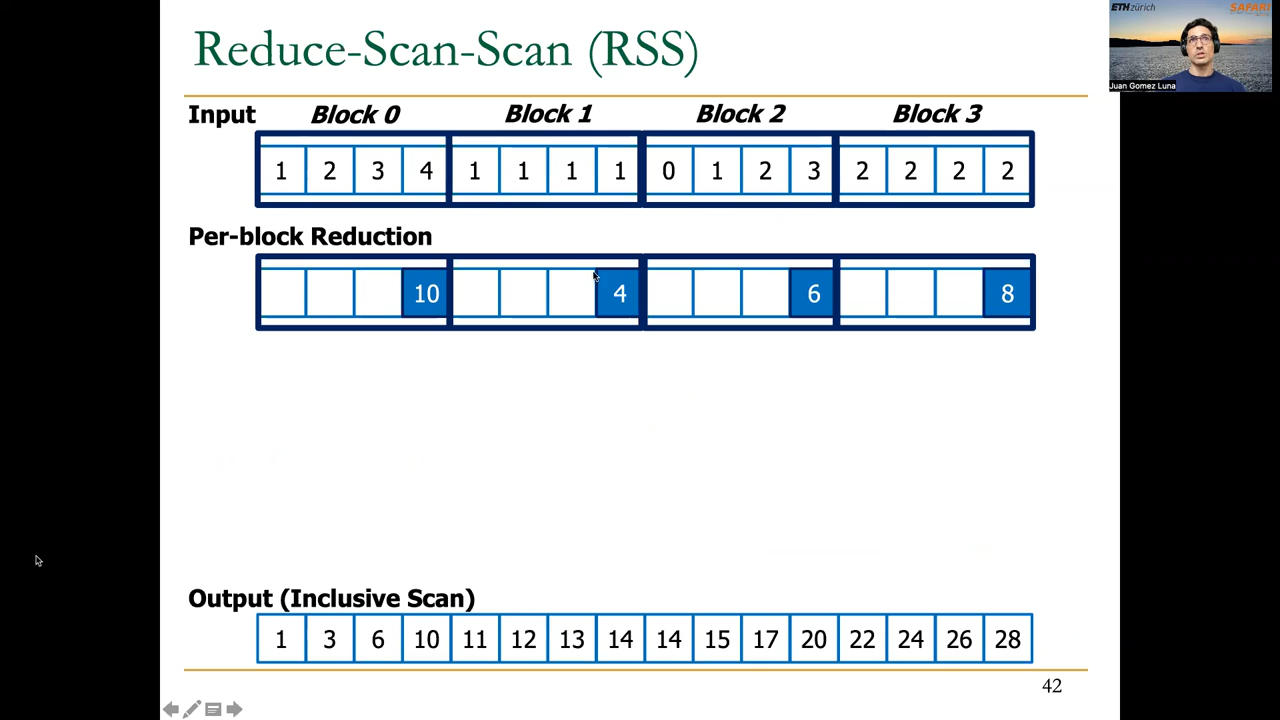 Reduce-Scan-Scan (RSS)
ETHzürich
SAFARI
Juan Gomez Luna
Input Block 0 Block 1 Block 2 Block 3
1 2 3 4 1 1 1 1 0 1 2 3 2 2 2 2
Per-block Reduction
10 4 6 8
Output (Inclusive Scan)
1 3 6 10 11 12 13 14 14 15 17 20 22 24 26 28
42